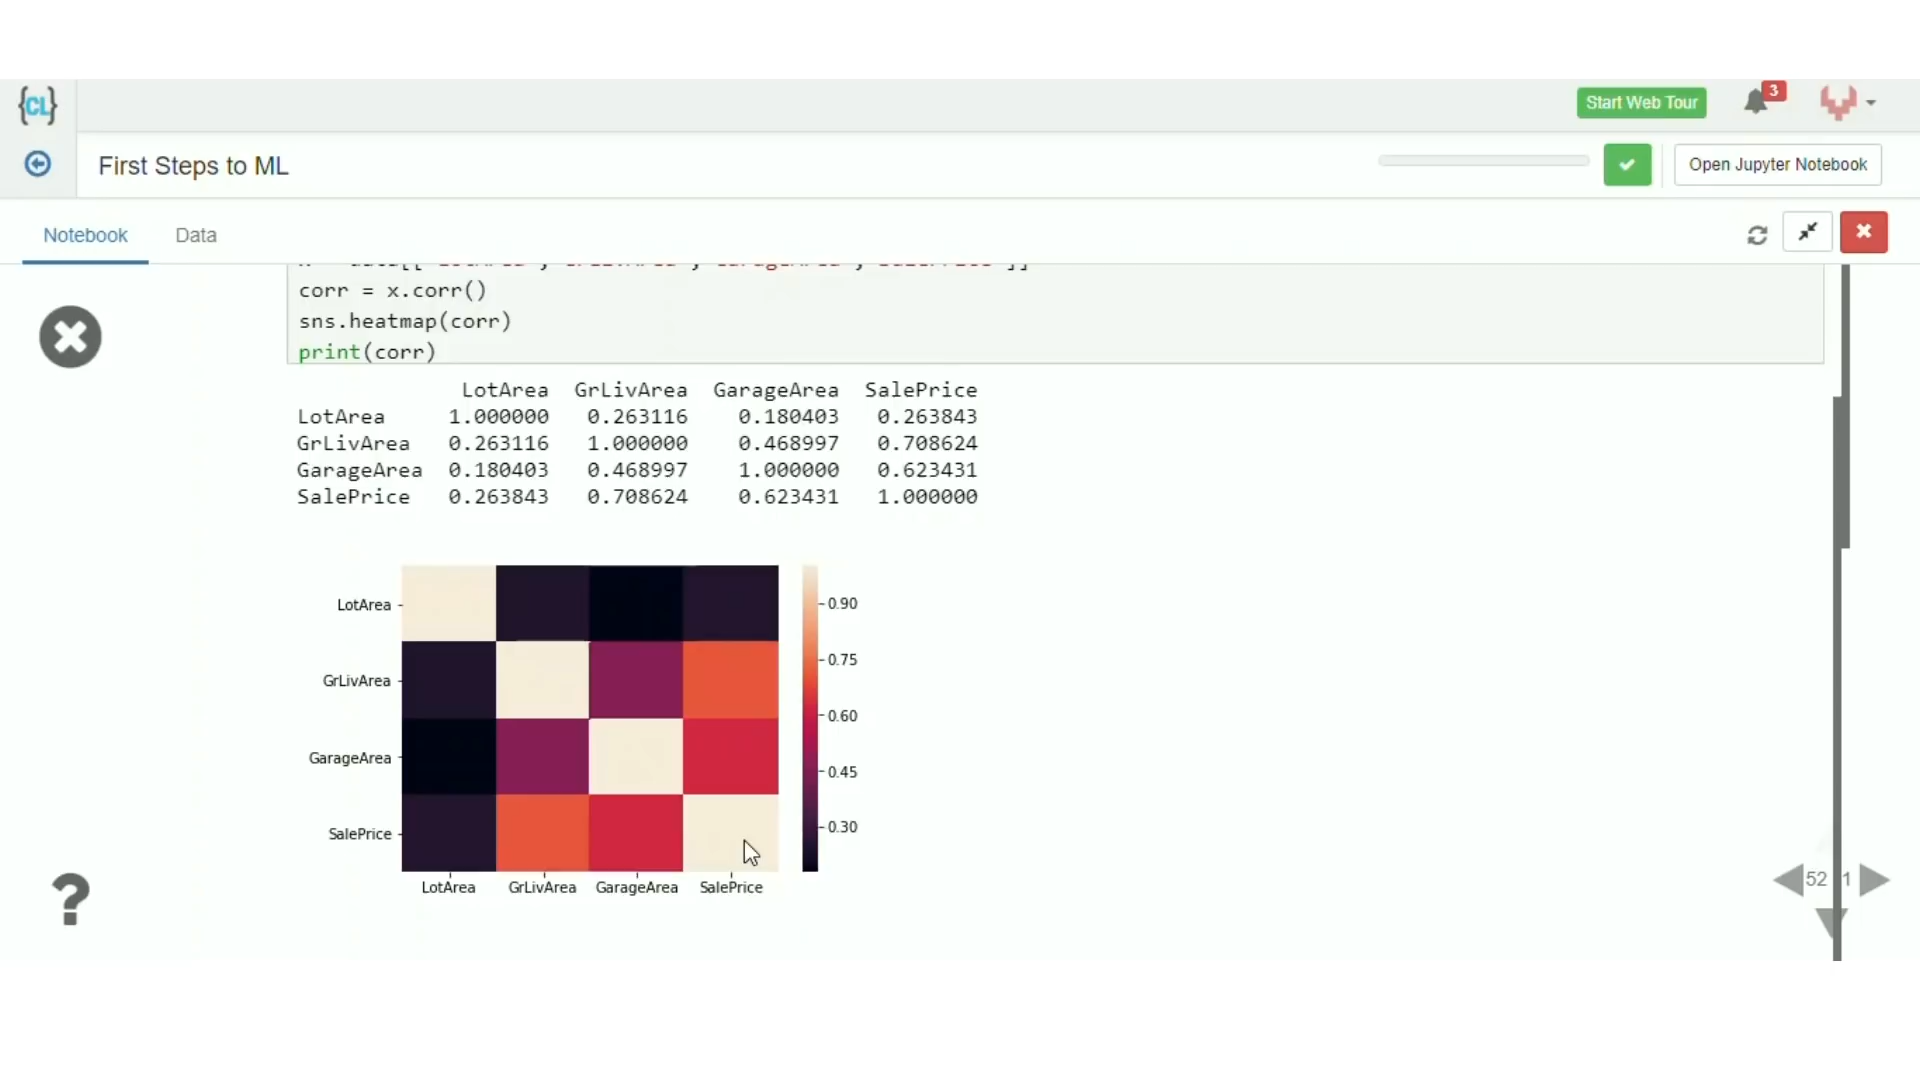 {CL}
Start Web Tour
3
First Steps to ML
Open Jupyter Notebook
Notebook Data
corr = x.corr()
sns.heatmap(corr)
print(corr)
LotArea GrLivArea GarageArea SalePrice
LotArea 1.000000 0.263116 0.180403 0.263843
GrLivArea 0.263116 1.000000 0.468997 0.708624
GarageArea 0.180403 0.468997 1.000000 0.623431
SalePrice 0.263843 0.708624 0.623431 1.000000
LotArea
GrLivArea
GarageArea
SalePrice
LotArea GrLivArea GarageArea SalePrice
0.90
0.75
0.60
0.45
0.30
52 1
?